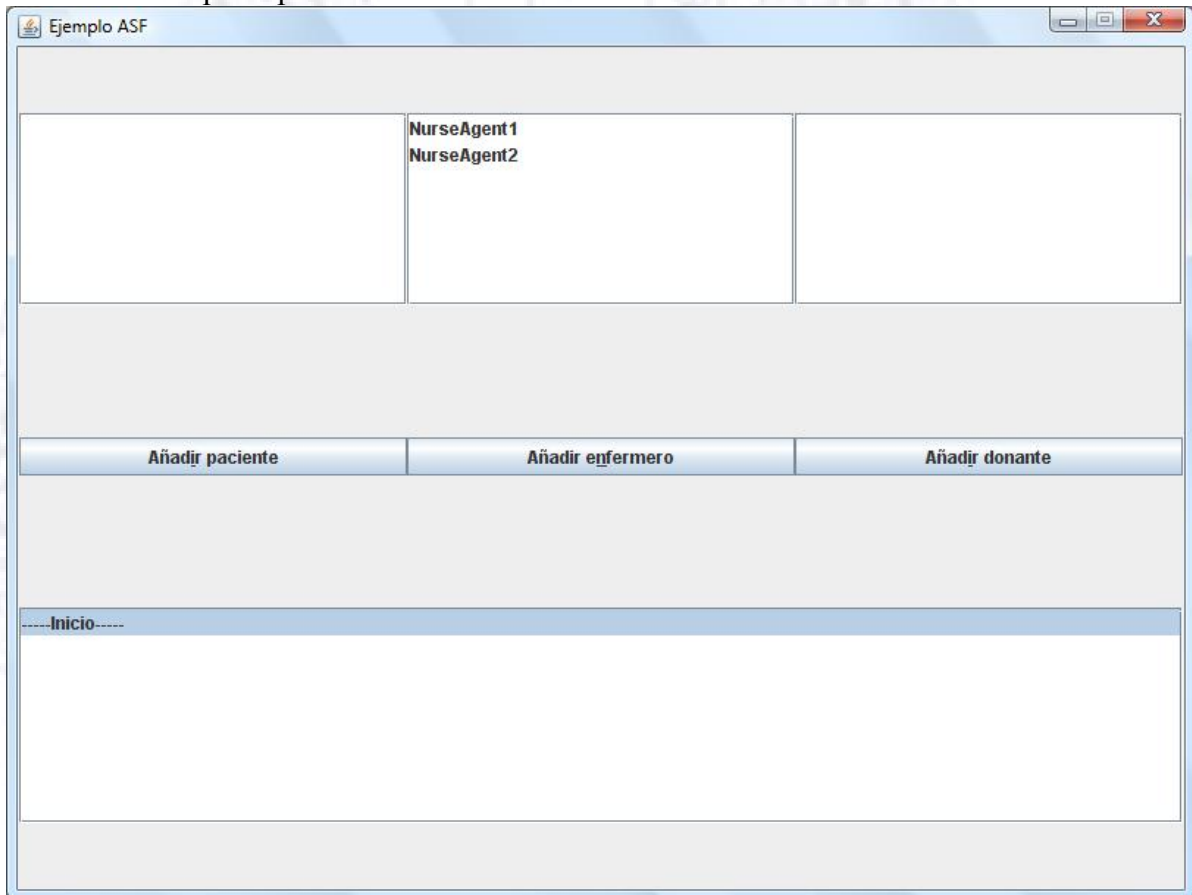 Ejemplo ASF
NurseAgent1
NurseAgent2
Añadir paciente
Añadir enfermero
Añadir donante
-----Inicio-----